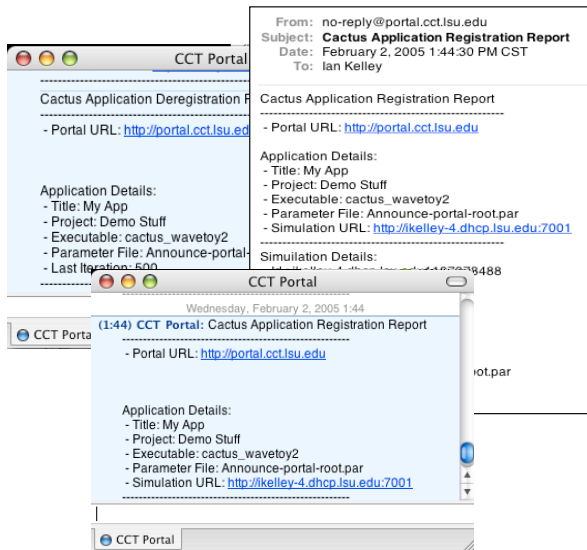 From: no-reply@portal.cct.lsu.edu
Subject: Cactus Application Registration Report
Date: February 2, 2005 1:44:30 PM CST
To: Ian Kelley
Cactus Application Registration Report
- Portal URL: http://portal.cct.lsu.edu
Application Details:
- Title: My App
- Project: Demo Stuff
- Executable: cactus_wavetoy2
- Parameter File: Announce-portal-root.par
- Simulation URL: http://ikelley-4.dhcp.lsu.edu:7001
Simuilation Details:
ot.par
CCT Portal
Cactus Application Deregistration
- Portal URL: http://portal.cct.lsu.ed
Application Details:
- Title: My App
- Project: Demo Stuff
- Executable: cactus_wavetoy2
- Parameter File: Announce-portal-
- Last Iteration: 500
CCT Porta
CCT Portal
Wednesday, February 2, 2005 1:44
(1:44) CCT Portal: Cactus Application Registration Report
- Portal URL: http://portal.cct.lsu.edu
Application Details:
- Title: My App
- Project: Demo Stuff
- Executable: cactus_wavetoy2
- Parameter File: Announce-portal-root.par
- Simulation URL: http://ikelley-4.dhcp.lsu.edu:7001
CCT Portal